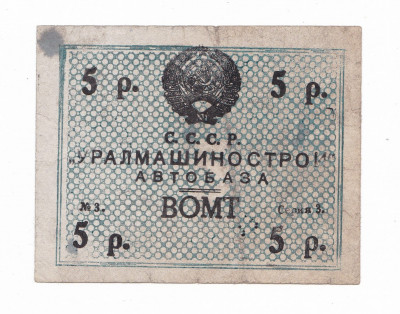 5 р. 5 р.
С. С. С. Р.
„УРАЛМАШИНОСТРОЙ"
АВТОБАЗА
№ 3. ВОМТ Серия 3.
5 р. 5 р.